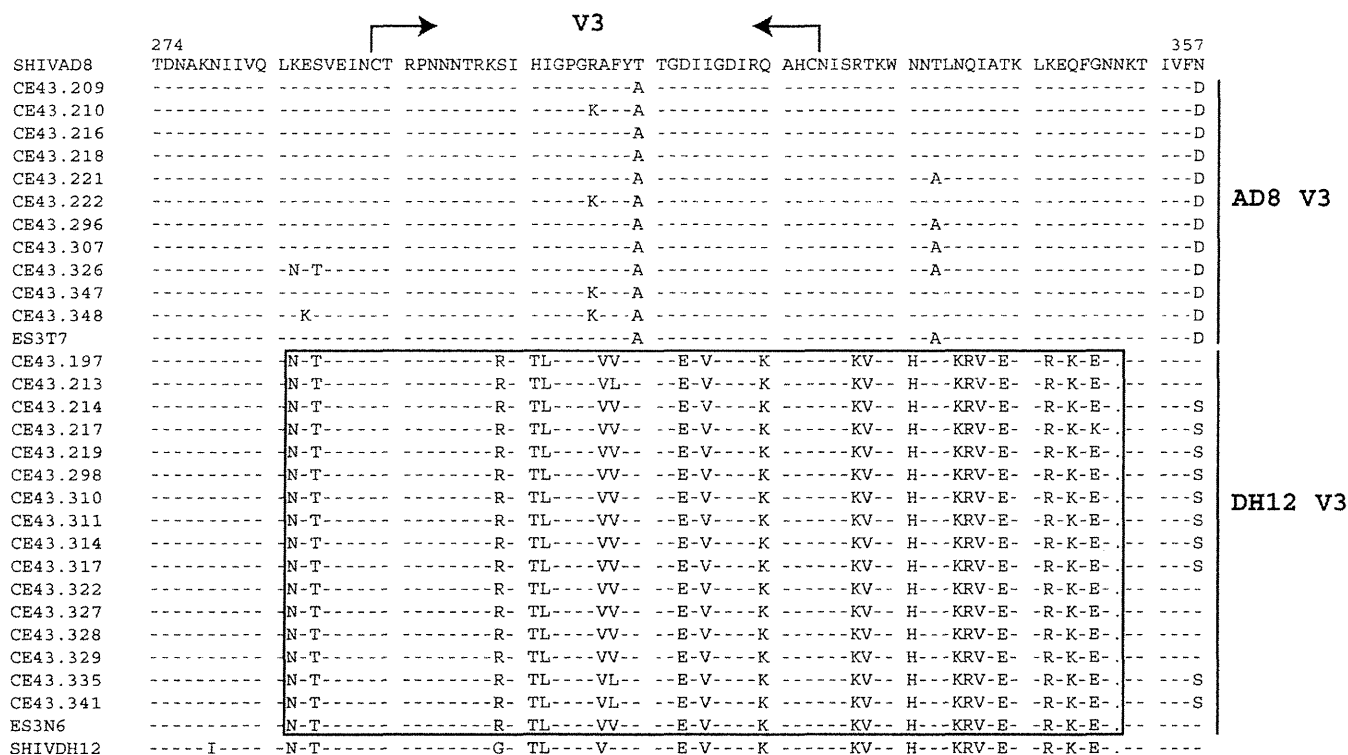 V3
274 357
SHIVAD8 TDNAKNIIVQ LKESVEINCT RPNNNTRKSI HIGPGRAFYT TGDIIGDIRQ AHCNISRTKW NNTLNQIATK LKEQFGNNKT IVFN
CE43.209 ---------- ---------- ---------- ---------A ---------- ---------- ---------- ---------- ---D
CE43.210 ---------- ---------- ---------- -----K---A ---------- ---------- ---------- ---------- ---D
CE43.216 ---------- ---------- ---------- ---------A ---------- ---------- ---------- ---------- ---D
CE43.218 ---------- ---------- ---------- ---------A ---------- ---------- ---------- ---------- ---D
CE43.221 ---------- ---------- ---------- ---------A ---------- ---------- --A------- ---------- ---D
CE43.222 ---------- ---------- ---------- -----K---A ---------- ---------- ---------- ---------- ---D
CE43.296 ---------- ---------- ---------- ---------A ---------- ---------- --A------- ---------- ---D
CE43.307 ---------- ---------- ---------- ---------A ---------- ---------- --A------- ---------- ---D
CE43.326 ---------- -N-T------ ---------- ---------A ---------- ---------- --A------- ---------- ---D
CE43.347 ---------- ---------- ---------- -----K---A ---------- ---------- ---------- ---------- ---D
CE43.348 ---------- --K------- ---------- -----K---A ---------- ---------- ---------- ---------- ---D
ES3T7 ---------- ---------- ---------- ---------A ---------- ---------- --A------- ---------- ---D
AD8 V3
CE43.197 ---------- -N-T------ --------R- TL----VV-- --E-V----K ------KV-- H---KRV-E- -R-K-E-.-- ----
CE43.213 ---------- -N-T------ --------R- TL----VL-- --E-V----K ------KV-- H---KRV-E- -R-K-E-.-- ----
CE43.214 ---------- -N-T------ --------R- TL----VV-- --E-V----K ------KV-- H---KRV-E- -R-K-E-.-- ---S
CE43.217 ---------- -N-T------ --------R- TL----VV-- --E-V----K ------KV-- H---KRV-E- -R-K-K-.-- ---S
CE43.219 ---------- -N-T------ --------R- TL----VV-- --E-V----K ------KV-- H---KRV-E- -R-K-E-.-- ---S
CE43.298 ---------- -N-T------ --------R- TL----VV-- --E-V----K ------KV-- H---KRV-E- -R-K-E-.-- ---S
CE43.310 ---------- -N-T------ --------R- TL----VV-- --E-V----K ------KV-- H---KRV-E- -R-K-E-.-- ---S
CE43.311 ---------- -N-T------ --------R- TL----VV-- --E-V----K ------KV-- H---KRV-E- -R-K-E-.-- ---S
CE43.314 ---------- -N-T------ --------R- TL----VV-- --E-V----K ------KV-- H---KRV-E- -R-K-E-.-- ---S
CE43.317 ---------- -N-T------ --------R- TL----VV-- --E-V----K ------KV-- H---KRV-E- -R-K-E-.-- ---S
CE43.322 ---------- -N-T------ --------R- TL----VV-- --E-V----K ------KV-- H---KRV-E- -R-K-E-.-- ----
CE43.327 ---------- -N-T------ --------R- TL----VV-- --E-V----K ------KV-- H---KRV-E- -R-K-E-.-- ----
CE43.328 ---------- -N-T------ --------R- TL----VV-- --E-V----K ------KV-- H---KRV-E- -R-K-E-.-- ----
CE43.329 ---------- -N-T------ --------R- TL----VV-- --E-V----K ------KV-- H---KRV-E- -R-K-E-.-- ----
CE43.335 ---------- -N-T------ --------R- TL----VL-- --E-V----K ------KV-- H---KRV-E- -R-K-E-.-- ---S
CE43.341 ---------- -N-T------ --------R- TL----VL-- --E-V----K ------KV-- H---KRV-E- -R-K-E-.-- ---S
ES3N6 ---------- -N-T------ --------R- TL----VV-- --E-V----K ------KV-- H---KRV-E- -R-K-E-.-- ----
DH12 V3
SHIVDH12 -----I---- -N-T------ --------G- TL----V--- --E-V----K ------KV-- H---KRV-E- -R-K-E-.-- ----